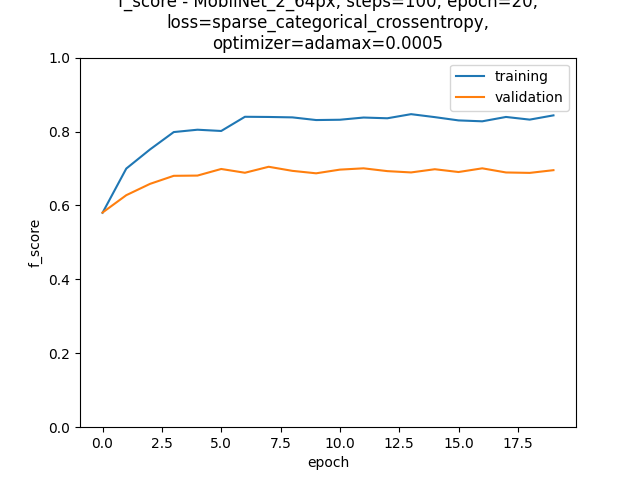 f_score - MobilNet_2_64px, steps=100, epoch=20,
loss=sparse_categorical_crossentropy,
optimizer=adamax=0.0005
training
validation
f_score
1.0
0.8
0.6
0.4
0.2
0.0
0.0 2.5 5.0 7.5 10.0 12.5 15.0 17.5
epoch